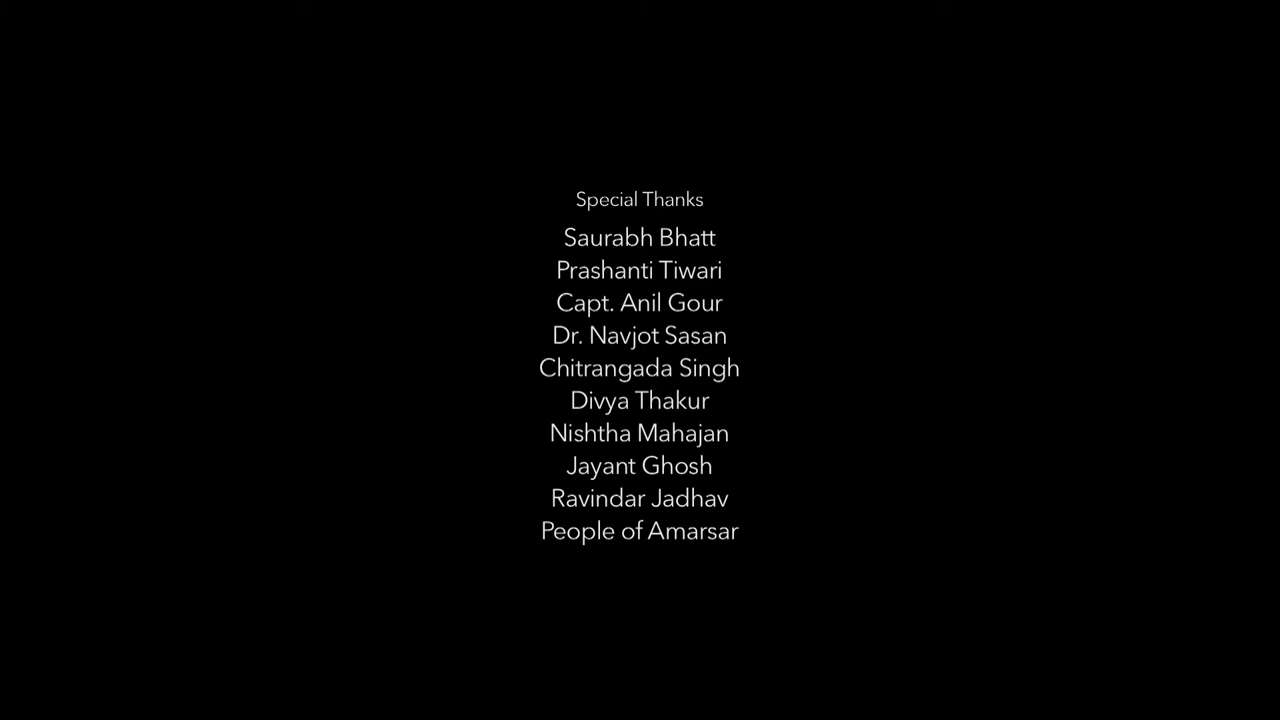 Special Thanks
Saurabh Bhatt
Prashanti Tiwari
Capt. Anil Gour
Dr. Navjot Sasan
Chitrangada Singh
Divya Thakur
Nishtha Mahajan
Jayant Ghosh
Ravindar Jadhav
People of Amarsar